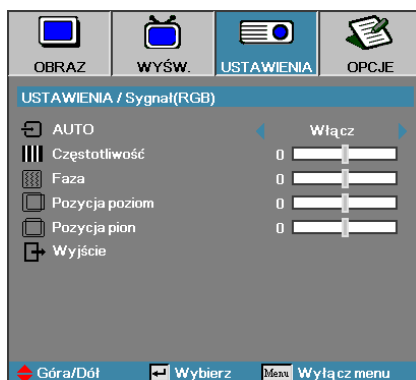 OBRAZ WYŚW. USTAWIENIA OPCJE
USTAWIENIA / Sygnał(RGB)
AUTO Włącz
Częstotliwość 0
Faza 0
Pozycja poziom 0
Pozycja pion 0
Wyjście
Góra/Dół Wybierz Menu Wyłącz menu